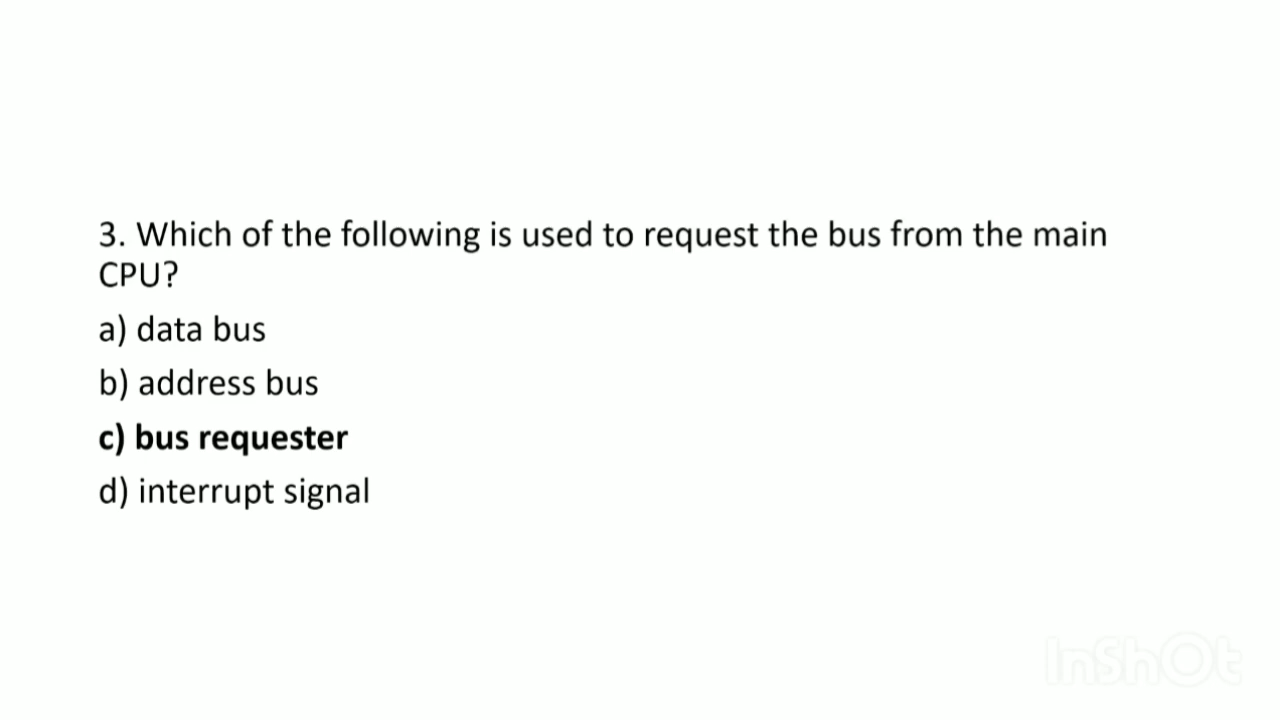 3. Which of the following is used to request the bus from the main
CPU?
a) data bus
b) address bus
c) bus requester
d) interrupt signal
InShOt